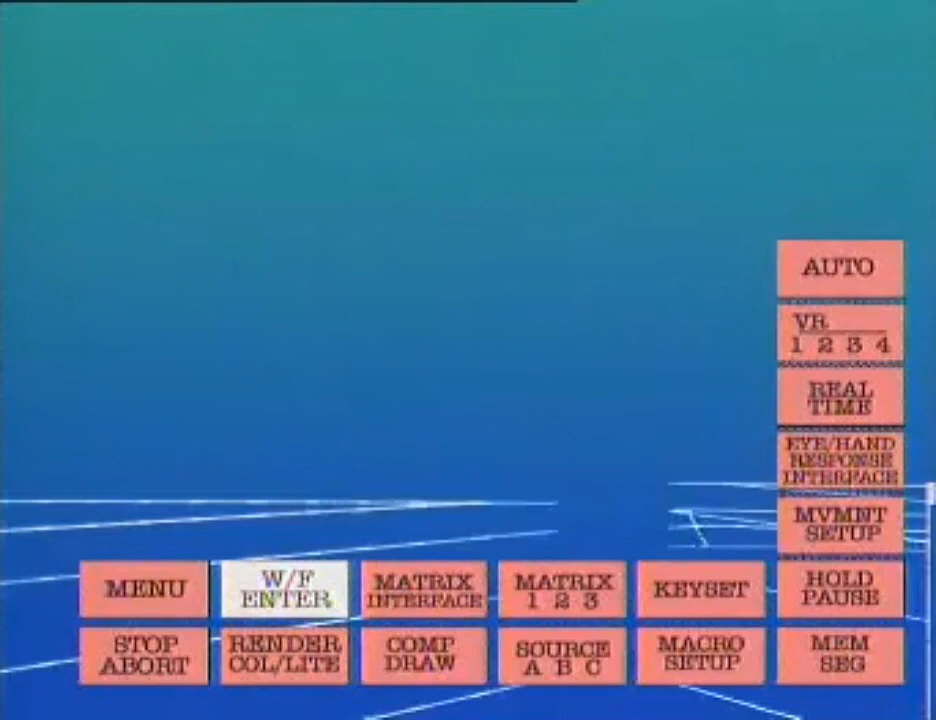 AUTO
VR
1 2 3 4
REAL
TIME
EYE/HAND
RESPONSE
INTERFACE
MVMNT
SETUP
MENU
W/F
ENTER
MATRIX
INTERFACE
MATRIX
1 2 3
KEYSET
HOLD
PAUSE
STOP
ABORT
RENDER
COL/LITE
COMP
DRAW
SOURCE
A B C
MACRO
SETUP
MEM
SEG